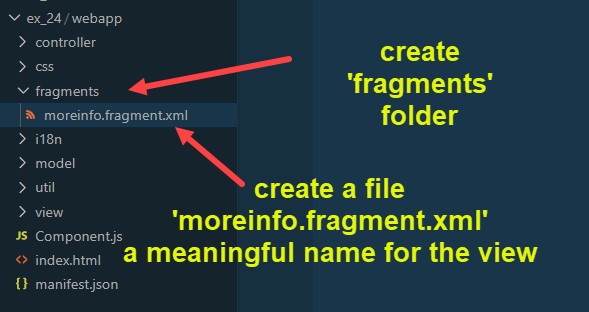 ex_24/webapp
controller
css
fragments
moreinfo.fragment.xml
i18n
model
util
view
JS Component.js
<> index.html
{} manifest.json
create
'fragments'
folder
create a file
'moreinfo.fragment.xml'
a meaningful name for the view